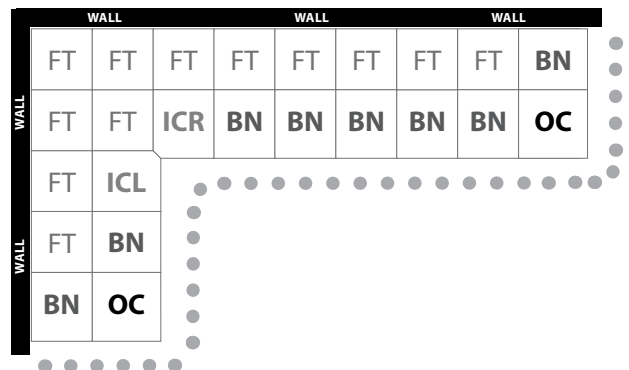 WALL WALL WALL
FT FT FT FT FT FT FT BN
WALL
FT FT ICR BN BN BN BN BN OC
FT ICL
WALL
FT BN
BN OC